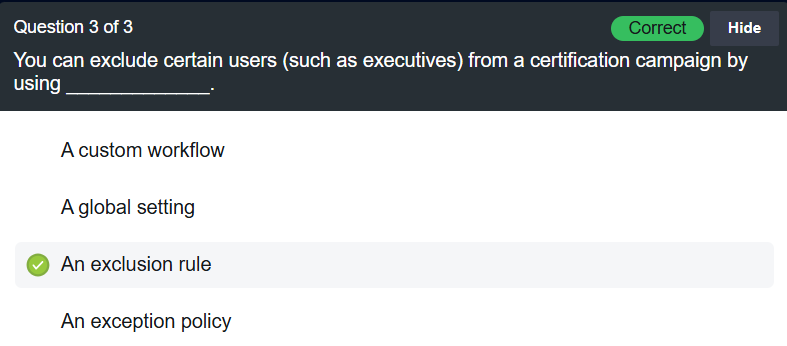 Question 3 of 3
Correct
Hide
You can exclude certain users (such as executives) from a certification campaign by
using _____________.
A custom workflow
A global setting
An exclusion rule
An exception policy